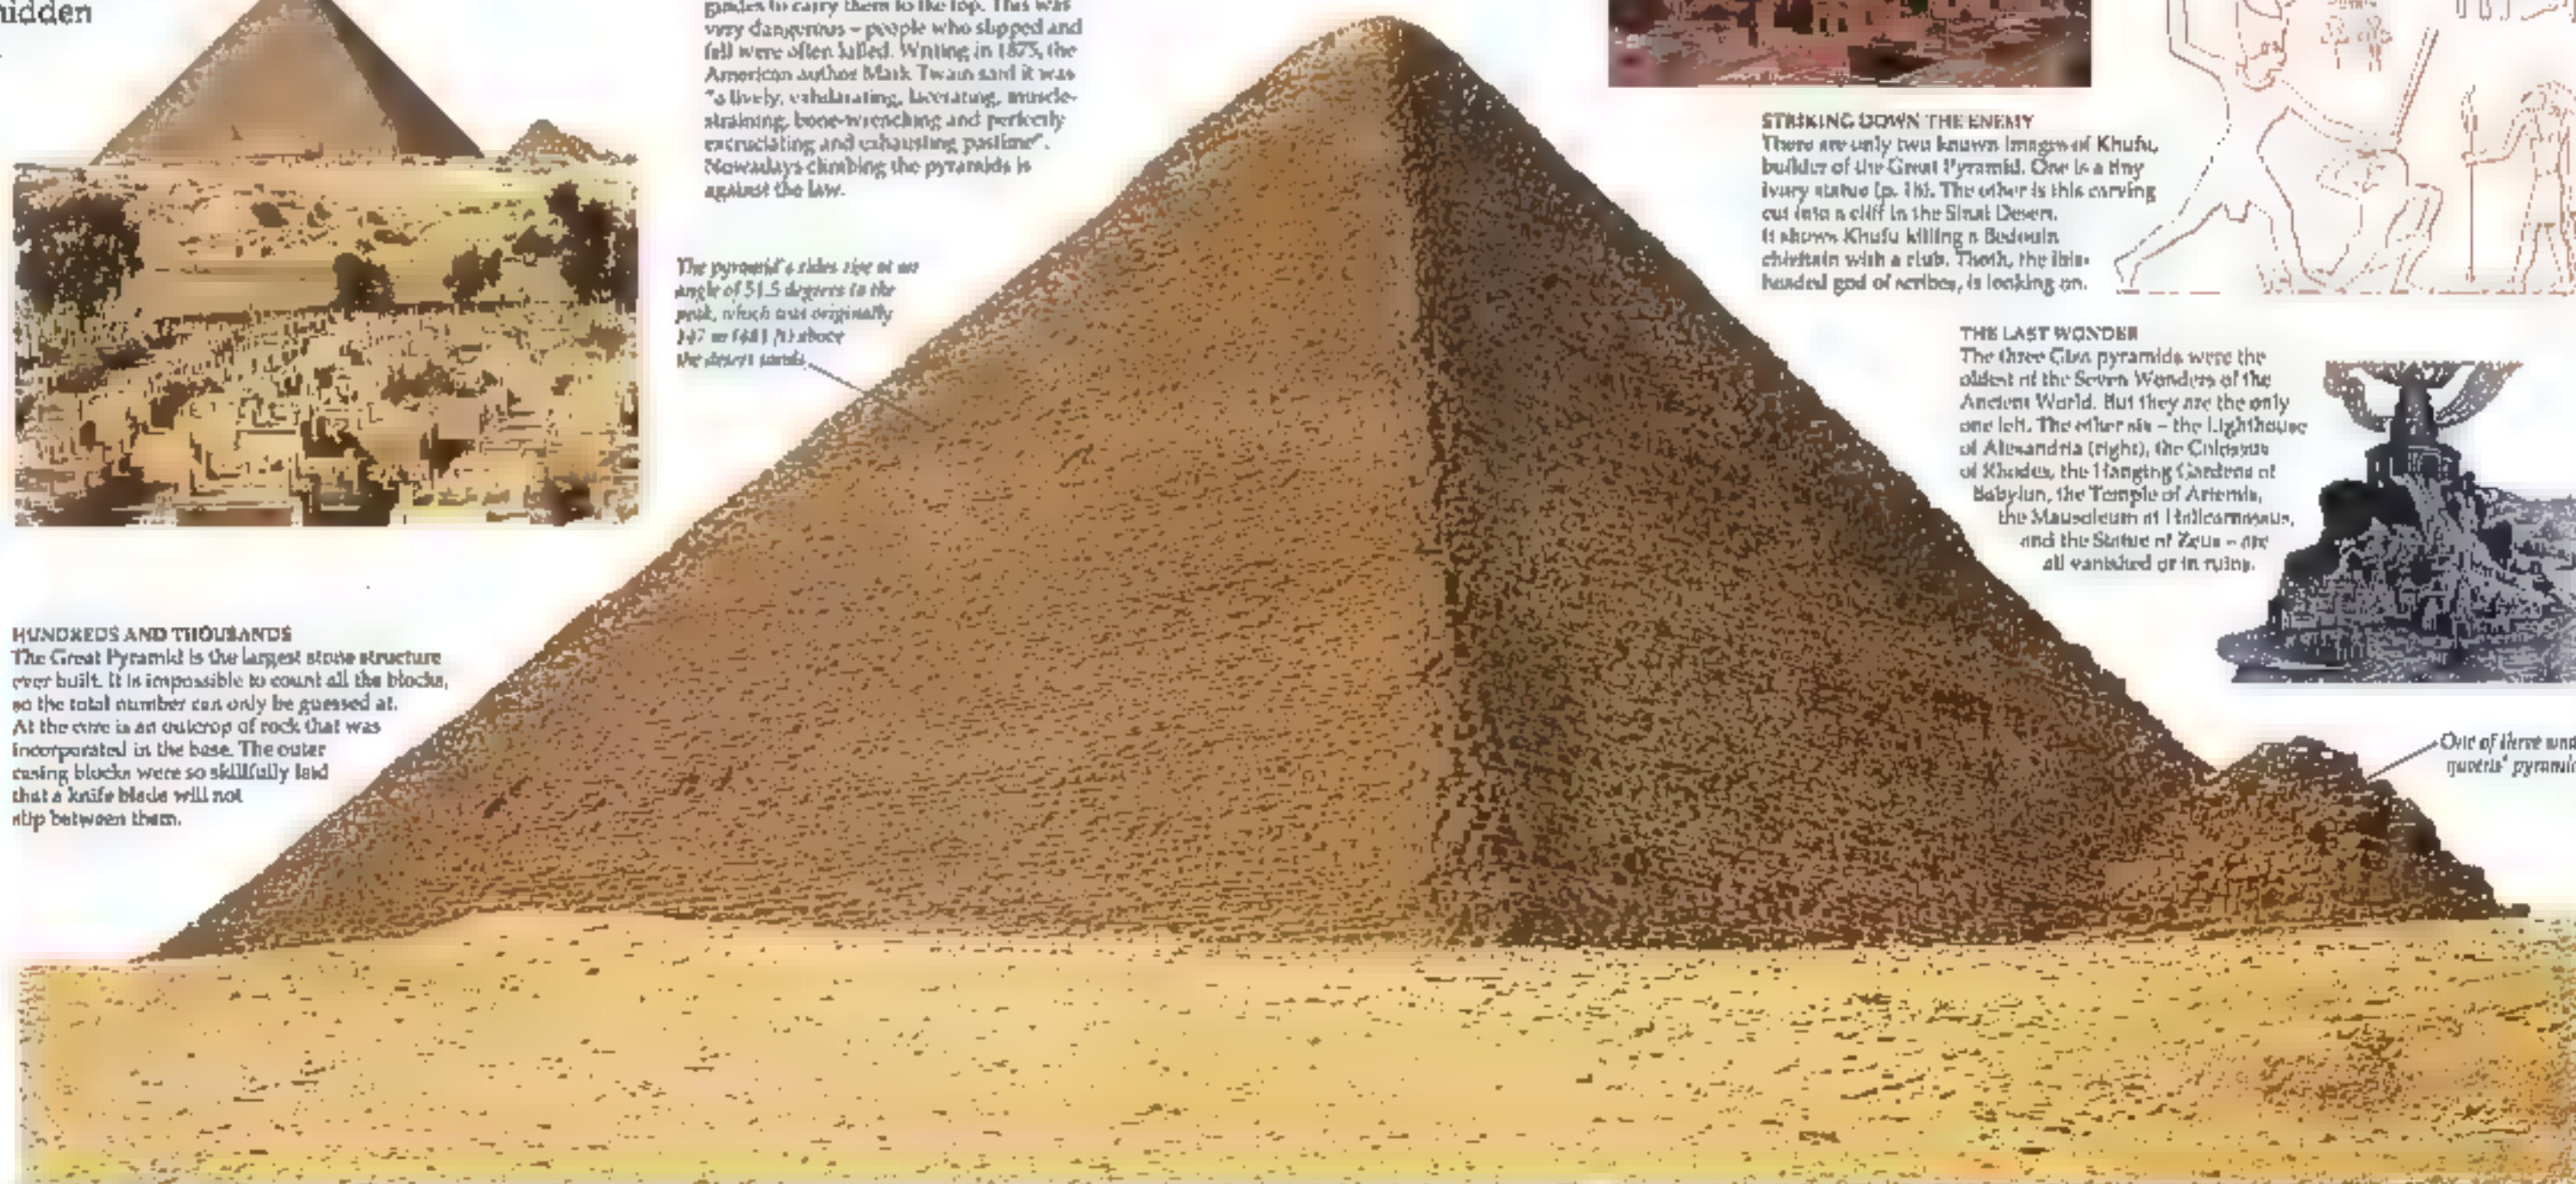 hidden
guides to carry them to the top. This was
very dangerous – people who slipped and
fell were often killed. Writing in 1875, the
American author Mark Twain said it was
"a lively, exhilarating, lacerating, muscle-
straining, bone-wrenching and perfectly
excruciating and exhausting pastime".
Nowadays climbing the pyramids is
against the law.
The pyramid's sides rise at an
angle of 51.5 degrees to the
peak, which was originally
147 m (481 ft) above
the desert sands
HUNDREDS AND THOUSANDS
The Great Pyramid is the largest stone structure
ever built. It is impossible to count all the blocks,
so the total number can only be guessed at.
At the core is an outcrop of rock that was
incorporated in the base. The outer
casing blocks were so skillfully laid
that a knife blade will not
slip between them.
STRIKING DOWN THE ENEMY
There are only two known images of Khufu,
builder of the Great Pyramid. One is a tiny
ivory statue (p. 16). The other is this carving
cut into a cliff in the Sinai Desert.
It shows Khufu killing a Bedouin
chieftain with a club. Thoth, the ibis-
headed god of scribes, is looking on.
THE LAST WONDER
The three Giza pyramids were the
oldest of the Seven Wonders of the
Ancient World. But they are the only
one left. The other six – the Lighthouse
of Alexandria (right), the Colossus
of Rhodes, the Hanging Gardens of
Babylon, the Temple of Artemis,
the Mausoleum at Halicarnassus,
and the Statue of Zeus – are
all vanished or in ruins.
One of three
queens'